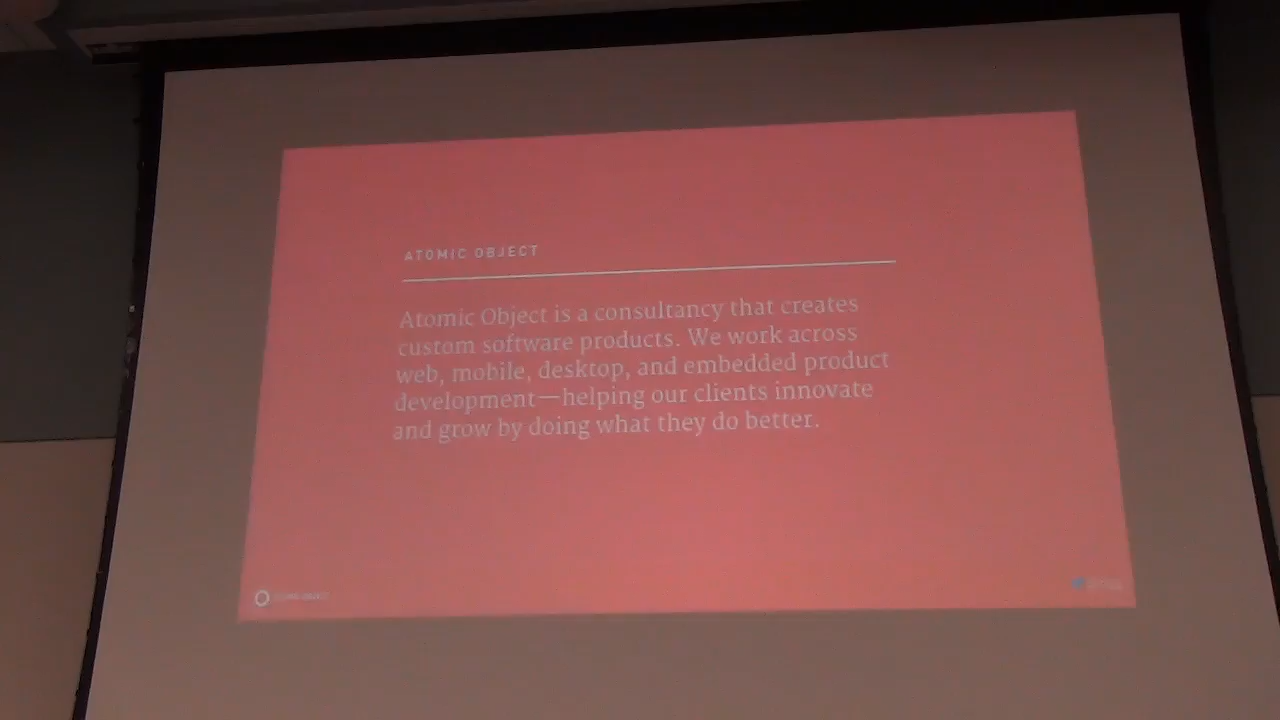 ATOMIC OBJECT
Atomic Object is a consultancy that creates
custom software products. We work across
web, mobile, desktop, and embedded product
development—helping our clients innovate
and grow by doing what they do better.